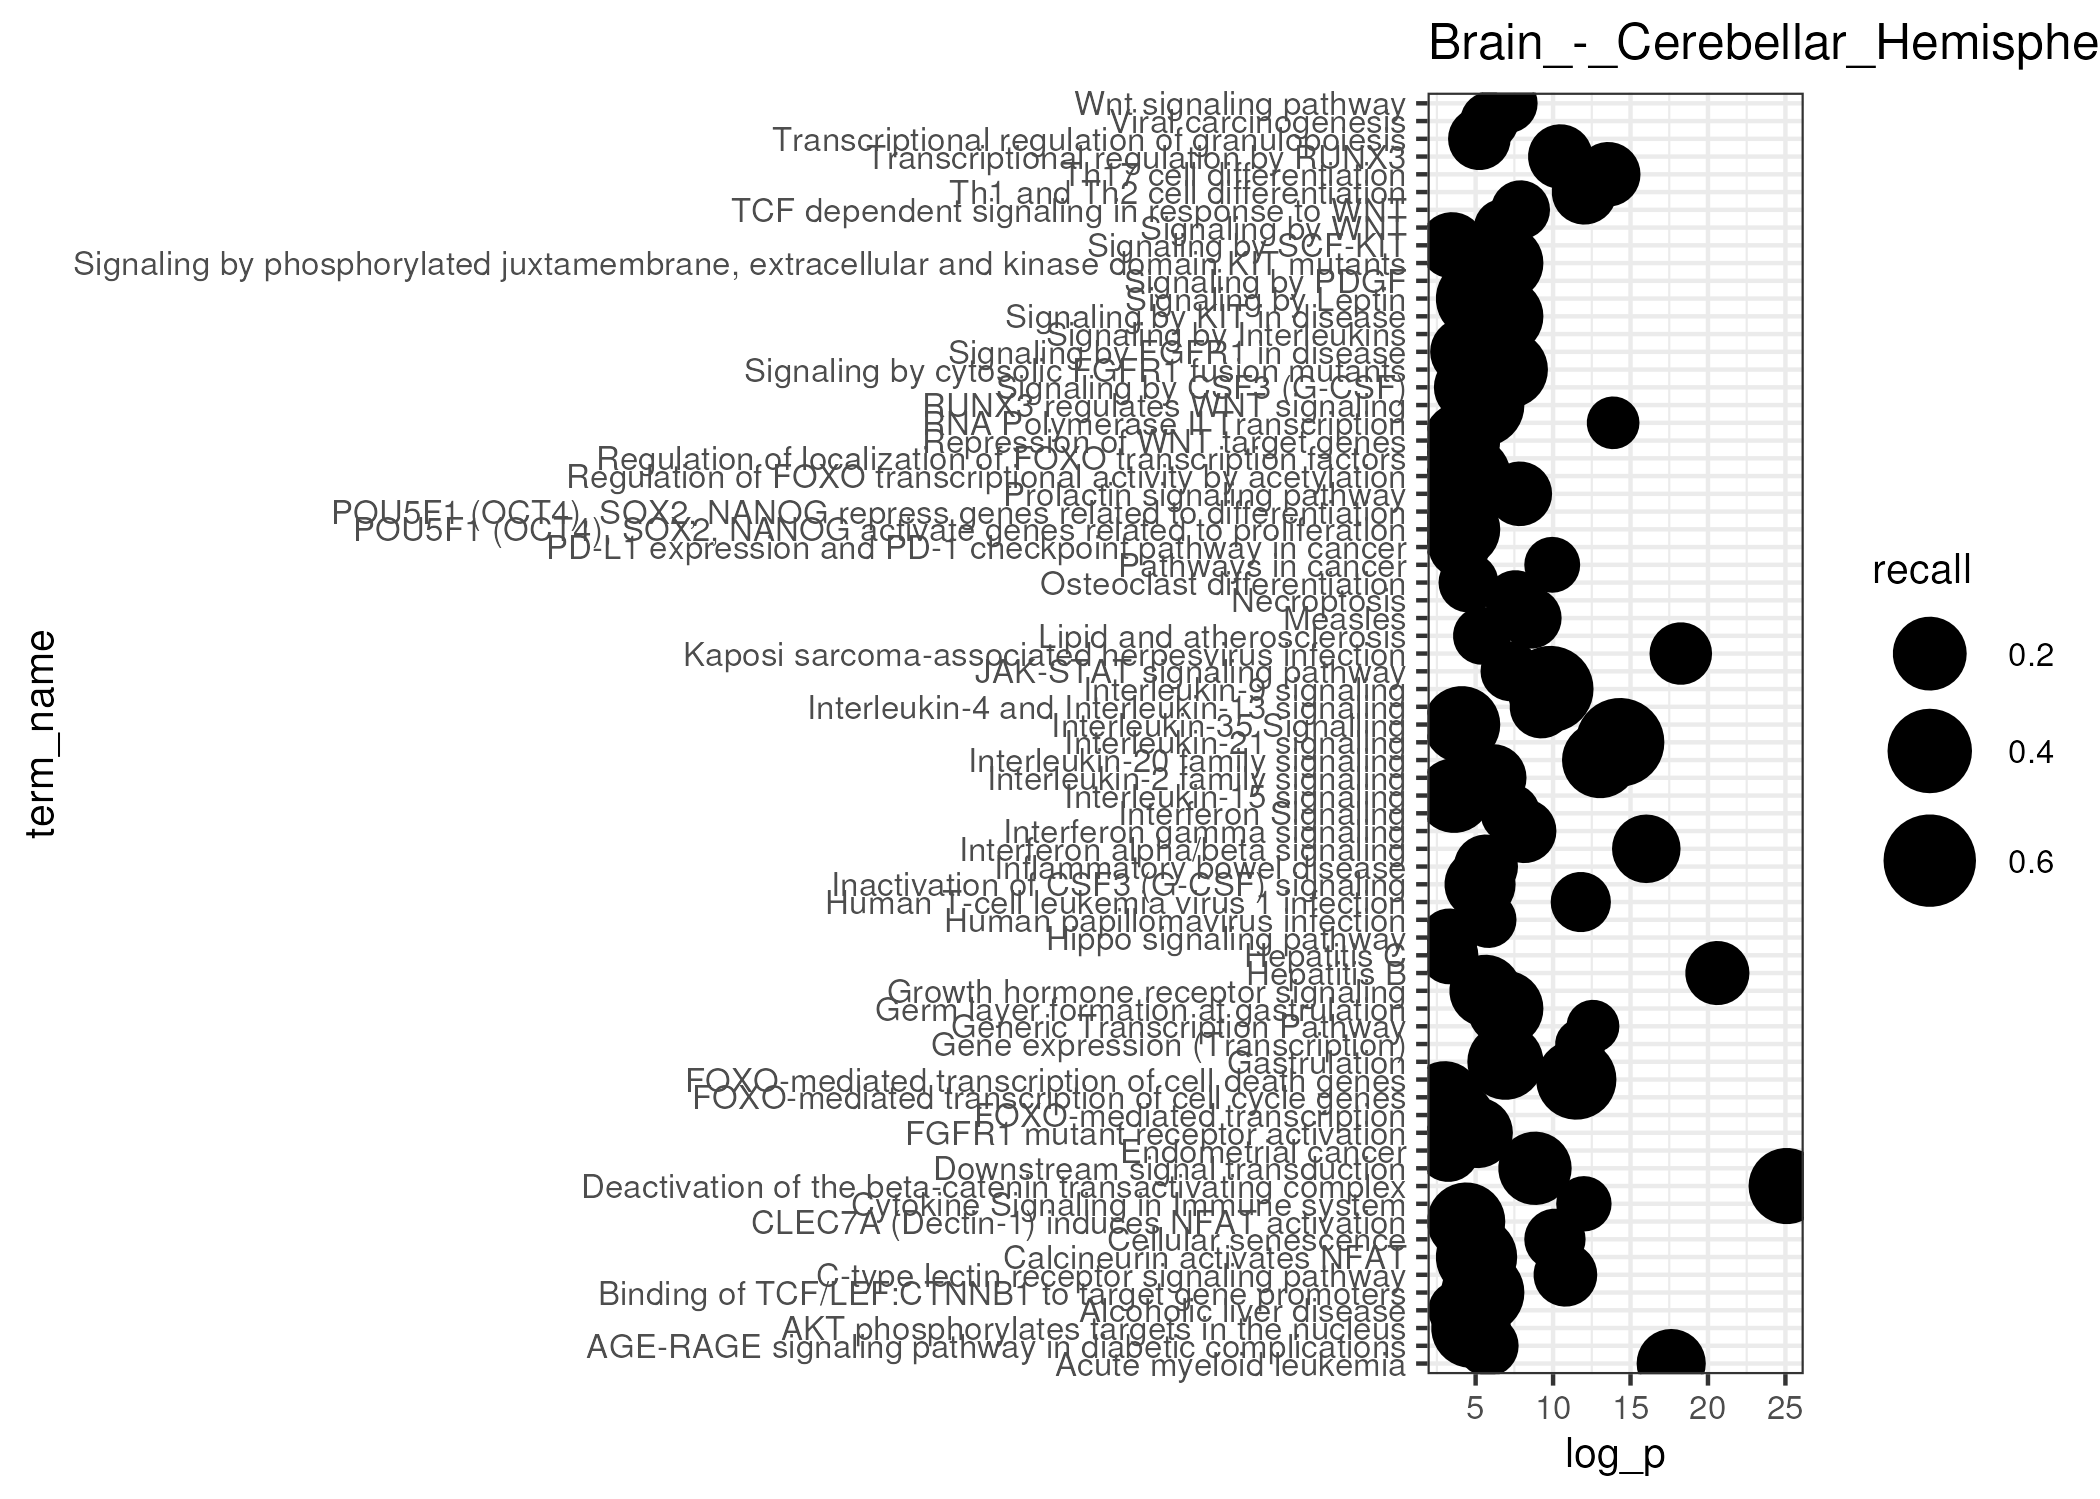 Brain_-_Cerebellar_Hemisphe
Wnt signaling pathway
Viral carcinogenesis
Transcriptional regulation of granulopoiesis
Transcriptional regulation by RUNX3
Th17 cell differentiation
Th1 and Th2 cell differentiation
TCF dependent signaling in response to WNT
Signaling by WNT
Signaling by SCF-KIT
Signaling by phosphorylated juxtamembrane, extracellular and kinase domain KIT mutants
Signaling by PDGF
Signaling by Leptin
Signaling by KIT in disease
Signaling by Interleukins
Signaling by FGFR1 in disease
Signaling by cytosolic FGFR1 fusion mutants
Signaling by CSF3 (G-CSF)
RUNX3 regulates WNT signaling
RNA Polymerase II Transcription
Repression of WNT target genes
Regulation of localization of FOXO transcription factors
Regulation of FOXO transcriptional activity by acetylation
Prolactin signaling pathway
POU5F1 (OCT4), SOX2, NANOG repress genes related to differentiation
POU5F1 (OCT4), SOX2, NANOG activate genes related to proliferation
PD-L1 expression and PD-1 checkpoint pathway in cancer
Pathways in cancer
Osteoclast differentiation
Necroptosis
Measles
Lipid and atherosclerosis
Kaposi sarcoma-associated herpesvirus infection
JAK-STAT signaling pathway
Interleukin-9 signaling
Interleukin-4 and Interleukin-13 signaling
Interleukin-35 Signalling
Interleukin-21 signaling
Interleukin-20 family signaling
Interleukin-2 family signaling
Interleukin-15 signaling
Interferon Signaling
Interferon gamma signaling
Interferon alpha/beta signaling
Inflammatory bowel disease
Inactivation of CSF3 (G-CSF) signaling
Human T-cell leukemia virus 1 infection
Human papillomavirus infection
Hippo signaling pathway
Hepatitis C
Hepatitis B
Growth hormone receptor signaling
Germ layer formation at gastrulation
Generic Transcription Pathway
Gene expression (Transcription)
Gastrulation
FOXO-mediated transcription of cell death genes
FOXO-mediated transcription of cell cycle genes
FOXO-mediated transcription
FGFR1 mutant receptor activation
Endometrial cancer
Downstream signal transduction
Deactivation of the beta-catenin transactivating complex
Cytokine Signaling in Immune system
CLEC7A (Dectin-1) induces NFAT activation
Cellular senescence
Calcineurin activates NFAT
C-type lectin receptor signaling pathway
Binding of TCF/LEF:CTNNB1 to target gene promoters
Alcoholic liver disease
AKT phosphorylates targets in the nucleus
AGE-RAGE signaling pathway in diabetic complications
Acute myeloid leukemia
term_name
5 10 15 20 25
log_p
recall
0.2
0.4
0.6